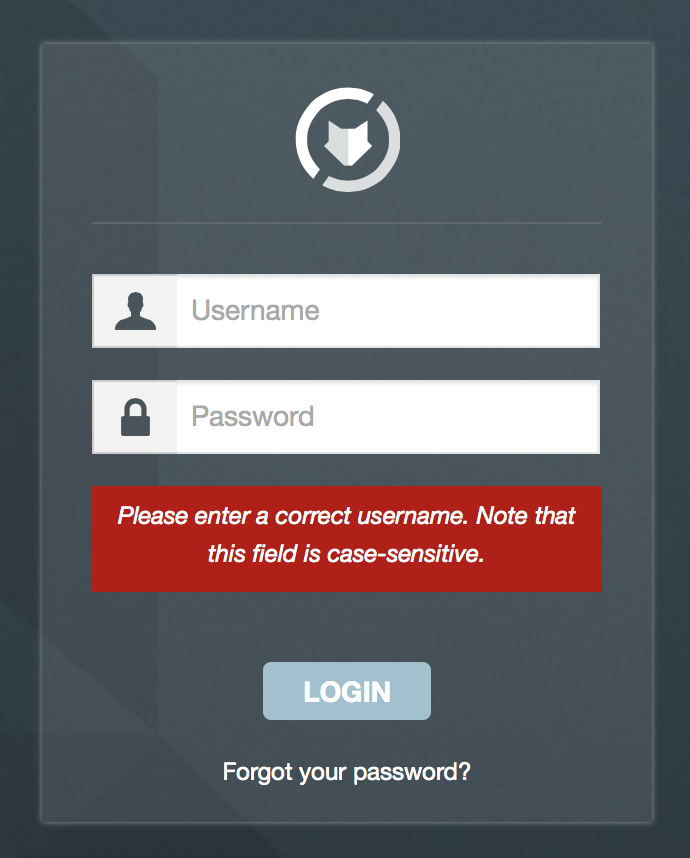 Username
Password
Please enter a correct username. Note that
this field is case-sensitive.
LOGIN
Forgot your password?